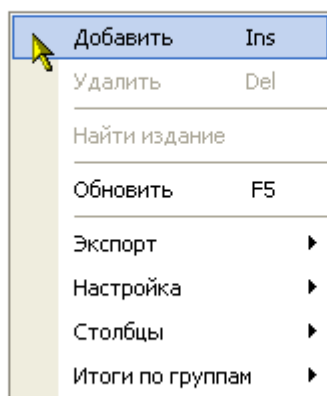 Добавить Ins
Удалить Del
Найти издание
Обновить F5
Экспорт
Настройка
Столбцы
Итоги по группам